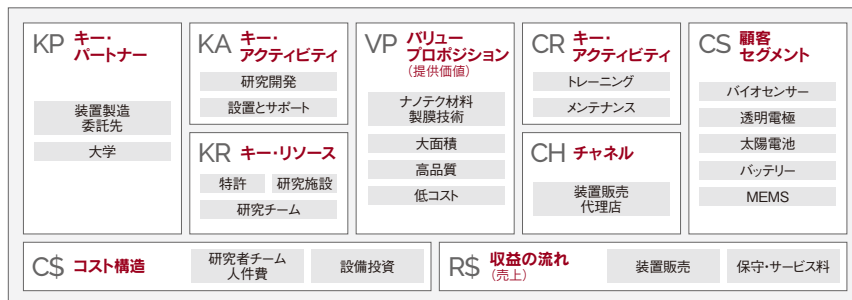 KP キー・
パートナー
装置製造
委託先
大学
KA キー・
アクティビティ
研究開発
設置とサポート
KR キー・リソース
特許 研究施設
研究チーム
VP バリュー
プロポジション
(提供価値)
ナノテク材料
製膜技術
大面積
高品質
低コスト
CR キー・
アクティビティ
トレーニング
メンテナンス
CH チャネル
装置販売
代理店
CS 顧客
セグメント
バイオセンサー
透明電極
太陽電池
バッテリー
MEMS
C$ コスト構造
研究者チーム
人件費
設備投資
R$ 収益の流れ
(売上)
装置販売
保守・サービス料